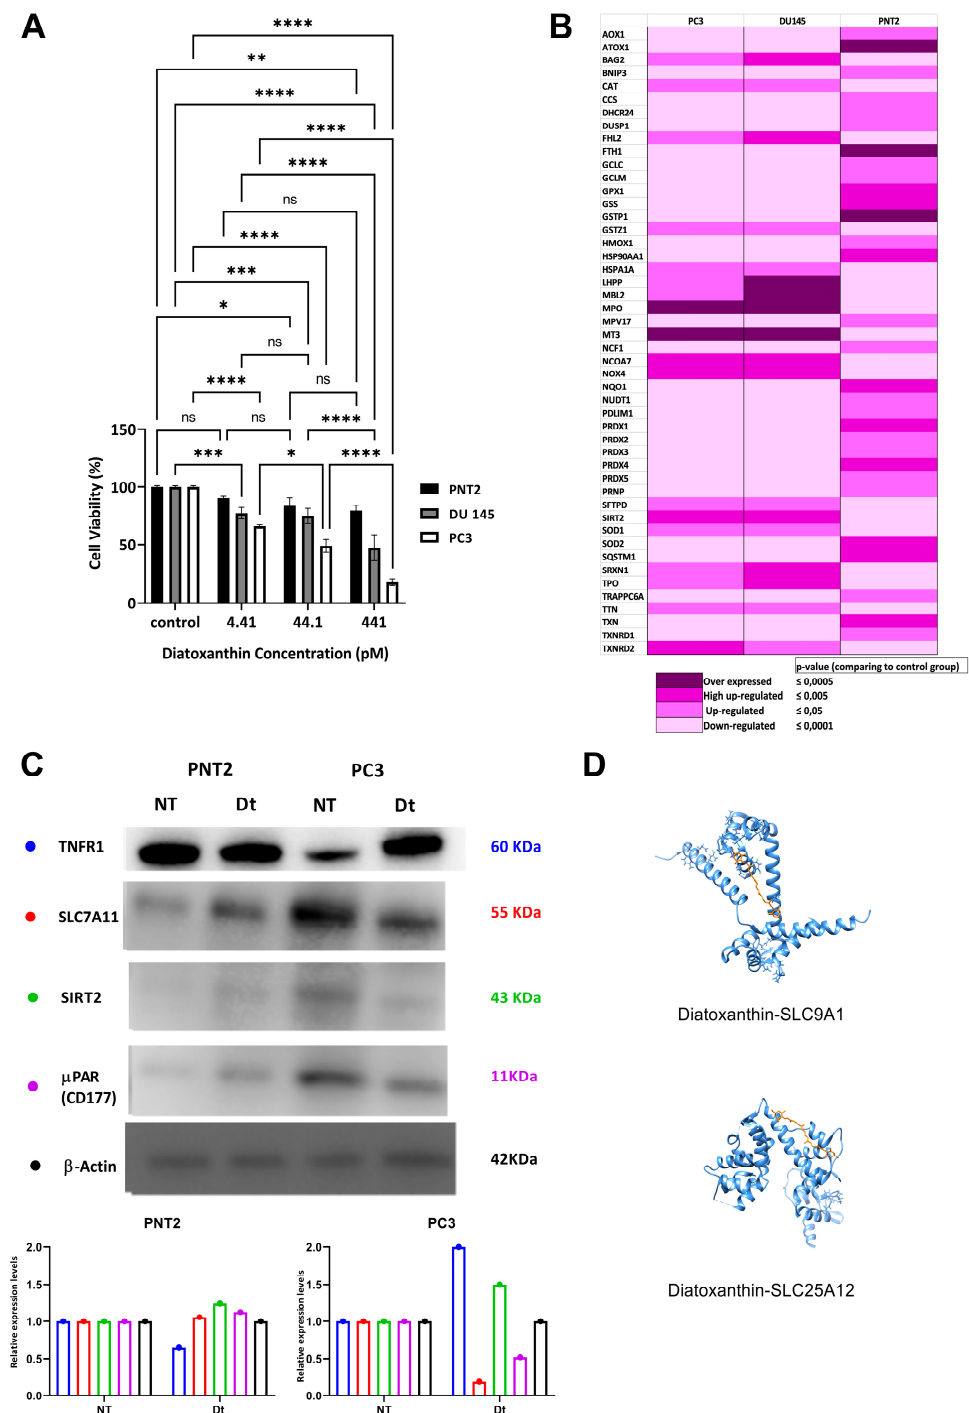 A
****
**
****
****
****
ns
****
***
*
ns
ns
****
ns
ns
****
***
*
****
150
100
50
0
Cell Viability (%)
control
4.41
44.1
441
Diatoxanthin Concentration (pM)
PNT2
DU 145
PC3
B
PC3 DU145 PNT2
AOX1
ATOX1
BAG2
BNIP3
CAT
CCS
DHCR24
DUSP1
FHL2
FTH1
GCLC
GCLM
GPX1
GSS
GSTP1
GSTZ1
HMOX1
HSP90AA1
HSPA1A
LHPP
MBL2
MPO
MPV17
MT3
NCF1
NCOA7
NOX4
NQO1
NUDT1
PDLIM1
PRDX1
PRDX2
PRDX3
PRDX4
PRDX5
PRNP
SFTPD
SIRT2
SOD1
SOD2
SQSTM1
SRXN1
TPO
TRAPPC6A
TTN
TXN
TXNRD1
TXNRD2
p-value (comparing to control group)
Over expressed ≤ 0,0005
High up-regulated ≤ 0,005
Up-regulated ≤ 0,05
Down-regulated ≤ 0,0001
C
PNT2 PC3
NT Dt NT Dt
TNFR1 60 KDa
SLC7A11 55 KDa
SIRT2 43 KDa
μPAR
(CD177)
11KDa
β-Actin 42KDa
PNT2
Relative expression levels
2.0
1.5
1.0
0.5
0.0
NT Dt
PC3
Relative expression levels
2.0
1.5
1.0
0.5
0.0
NT Dt
D
Diatoxanthin-SLC9A1
Diatoxanthin-SLC25A12